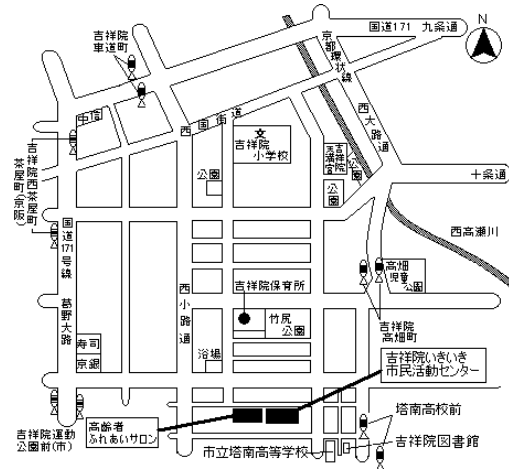 国道171 九条通
N
吉祥院
車道町
京都環状線
西大路通
中信
西国街道
文
吉祥院
小学校
吉祥院
天満宮
公園
公園
公園
十条通
吉祥院西茶屋町
茶屋町(京阪)
国道171号線
西高瀬川
高畑
児童
公園
葛野大路
西小路通
吉祥院保育所
竹尻
公園
吉祥院
高畑町
寿司
京銀
浴場
吉祥院いきいき
市民活動センター
高齢者
ふれあいサロン
塔南高校前
吉祥院運動
公園前(市)
市立塔南高等学校
吉祥院図書館